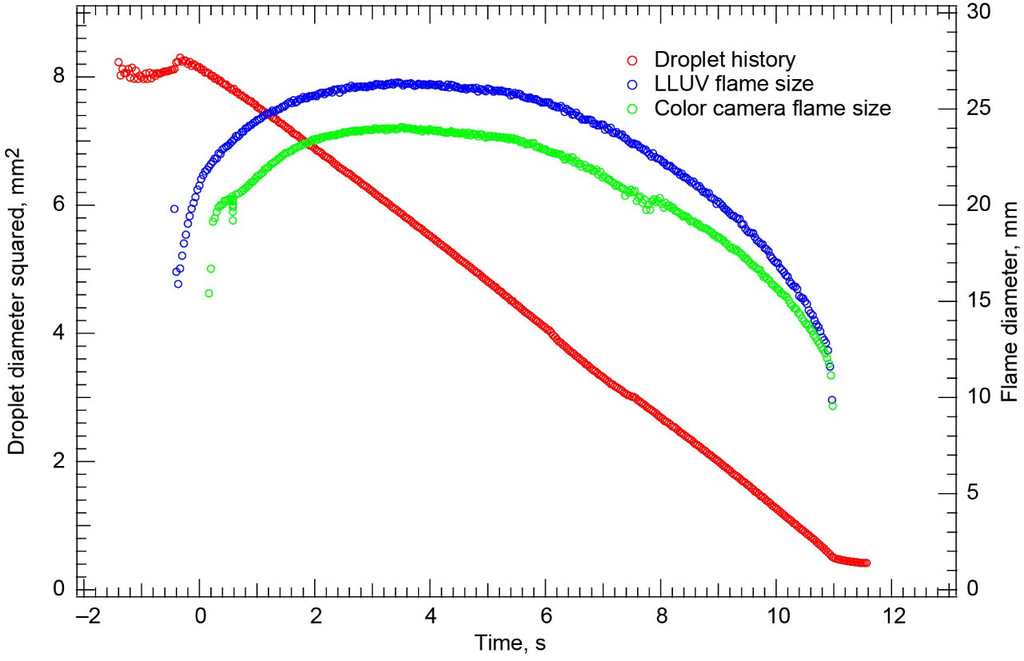 30
8
Droplet history
LLUV flame size
Color camera flame size
25
6
20
Droplet diameter squared, mm2
Flame diameter, mm
15
4
10
2
5
0
0
–2 0 2 4 6 8 10 12
Time, s